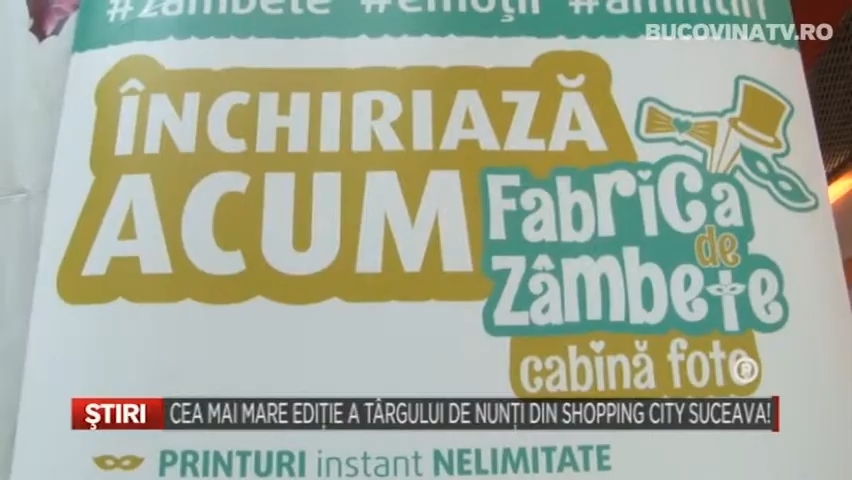 #zâmbete #emoții #amintiri
BUCOVINATV.RO
ÎNCHIRIAZĂ
ACUM
Fabrica
de
Zâmbete
cabină foto
®
ŞTIRI CEA MAI MARE EDIȚIE A TÂRGULUI DE NUNȚI DIN SHOPPING CITY SUCEAVA!
PRINTURI instant NELIMITATE